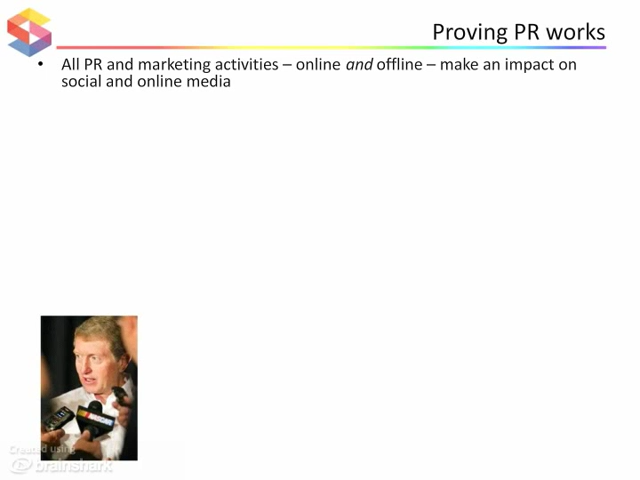 Proving PR works
• All PR and marketing activities – online and offline – make an impact on
social and online media
Created using
brainshark